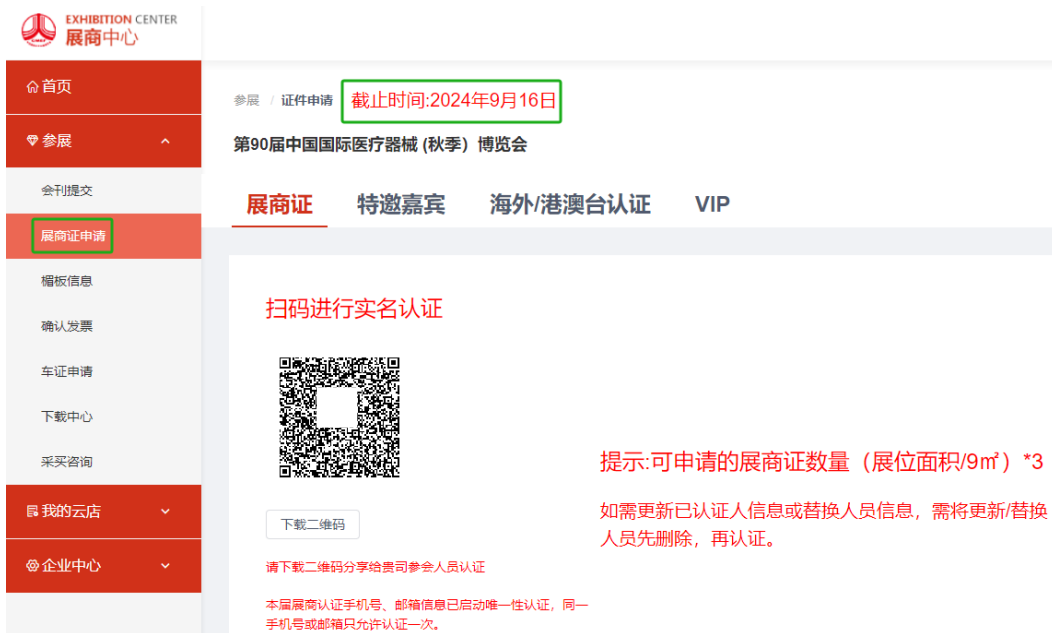 EXHIBITION CENTER
展商中心
首页
参展
会刊提交
展商证申请
楣板信息
确认发票
车证申请
下载中心
采买咨询
我的云店
企业中心
参展 / 证件申请 截止时间:2024年9月16日
第90届中国国际医疗器械 (秋季）博览会
展商证 特邀嘉宾 海外/港澳台认证 VIP
扫码进行实名认证
下载二维码
请下载二维码分享给贵司参会人员认证
本届展商认证手机号、邮箱信息已启动唯一性认证，同一
手机号或邮箱只允许认证一次。
提示:可申请的展商证数量（展位面积/9㎡）*3
如需更新已认证人信息或替换人员信息，需将更新/替换
人员先删除，再认证。